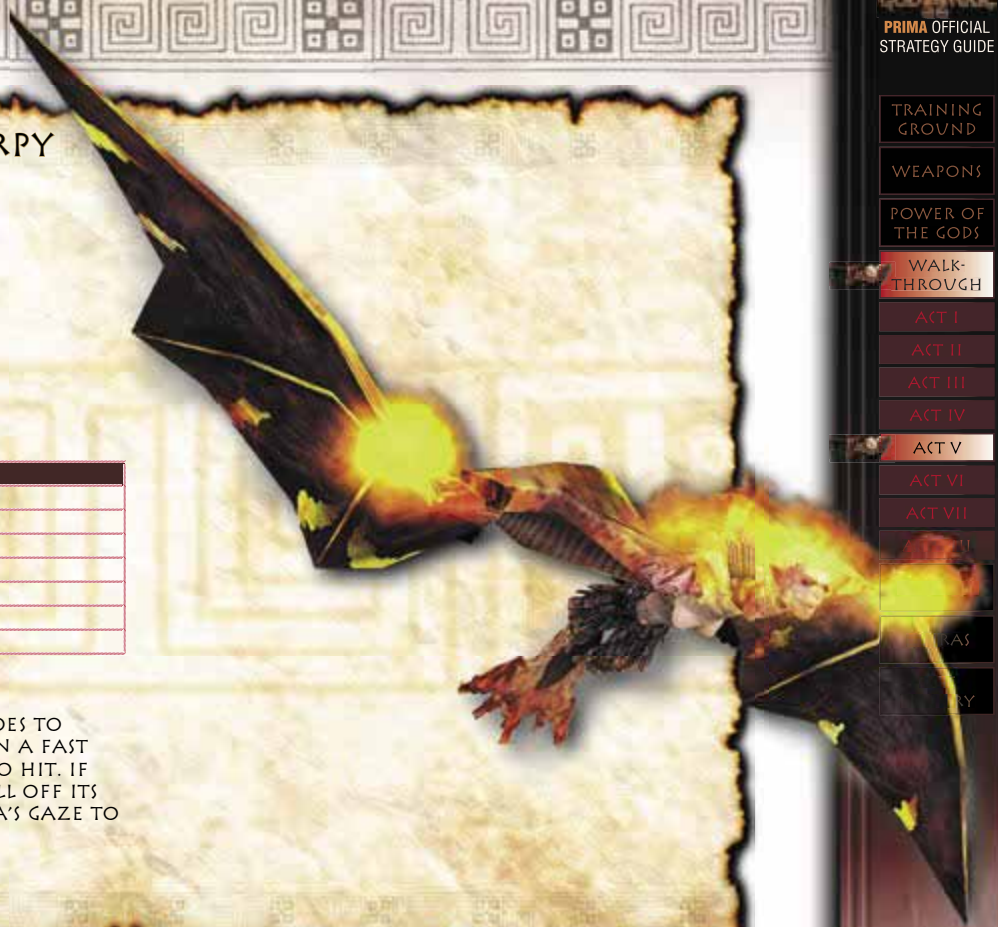 RPY
DES TO
N A FAST
O HIT. IF
LL OFF ITS
A'S GAZE TO
PRIMA OFFICIAL
STRATEGY GUIDE
TRAINING
GROUND
WEAPONS
POWER OF
THE GODS
WALK-
THROUGH
ACT I
ACT II
ACT III
ACT IV
ACT V
ACT VI
ACT VII
RAS
RY